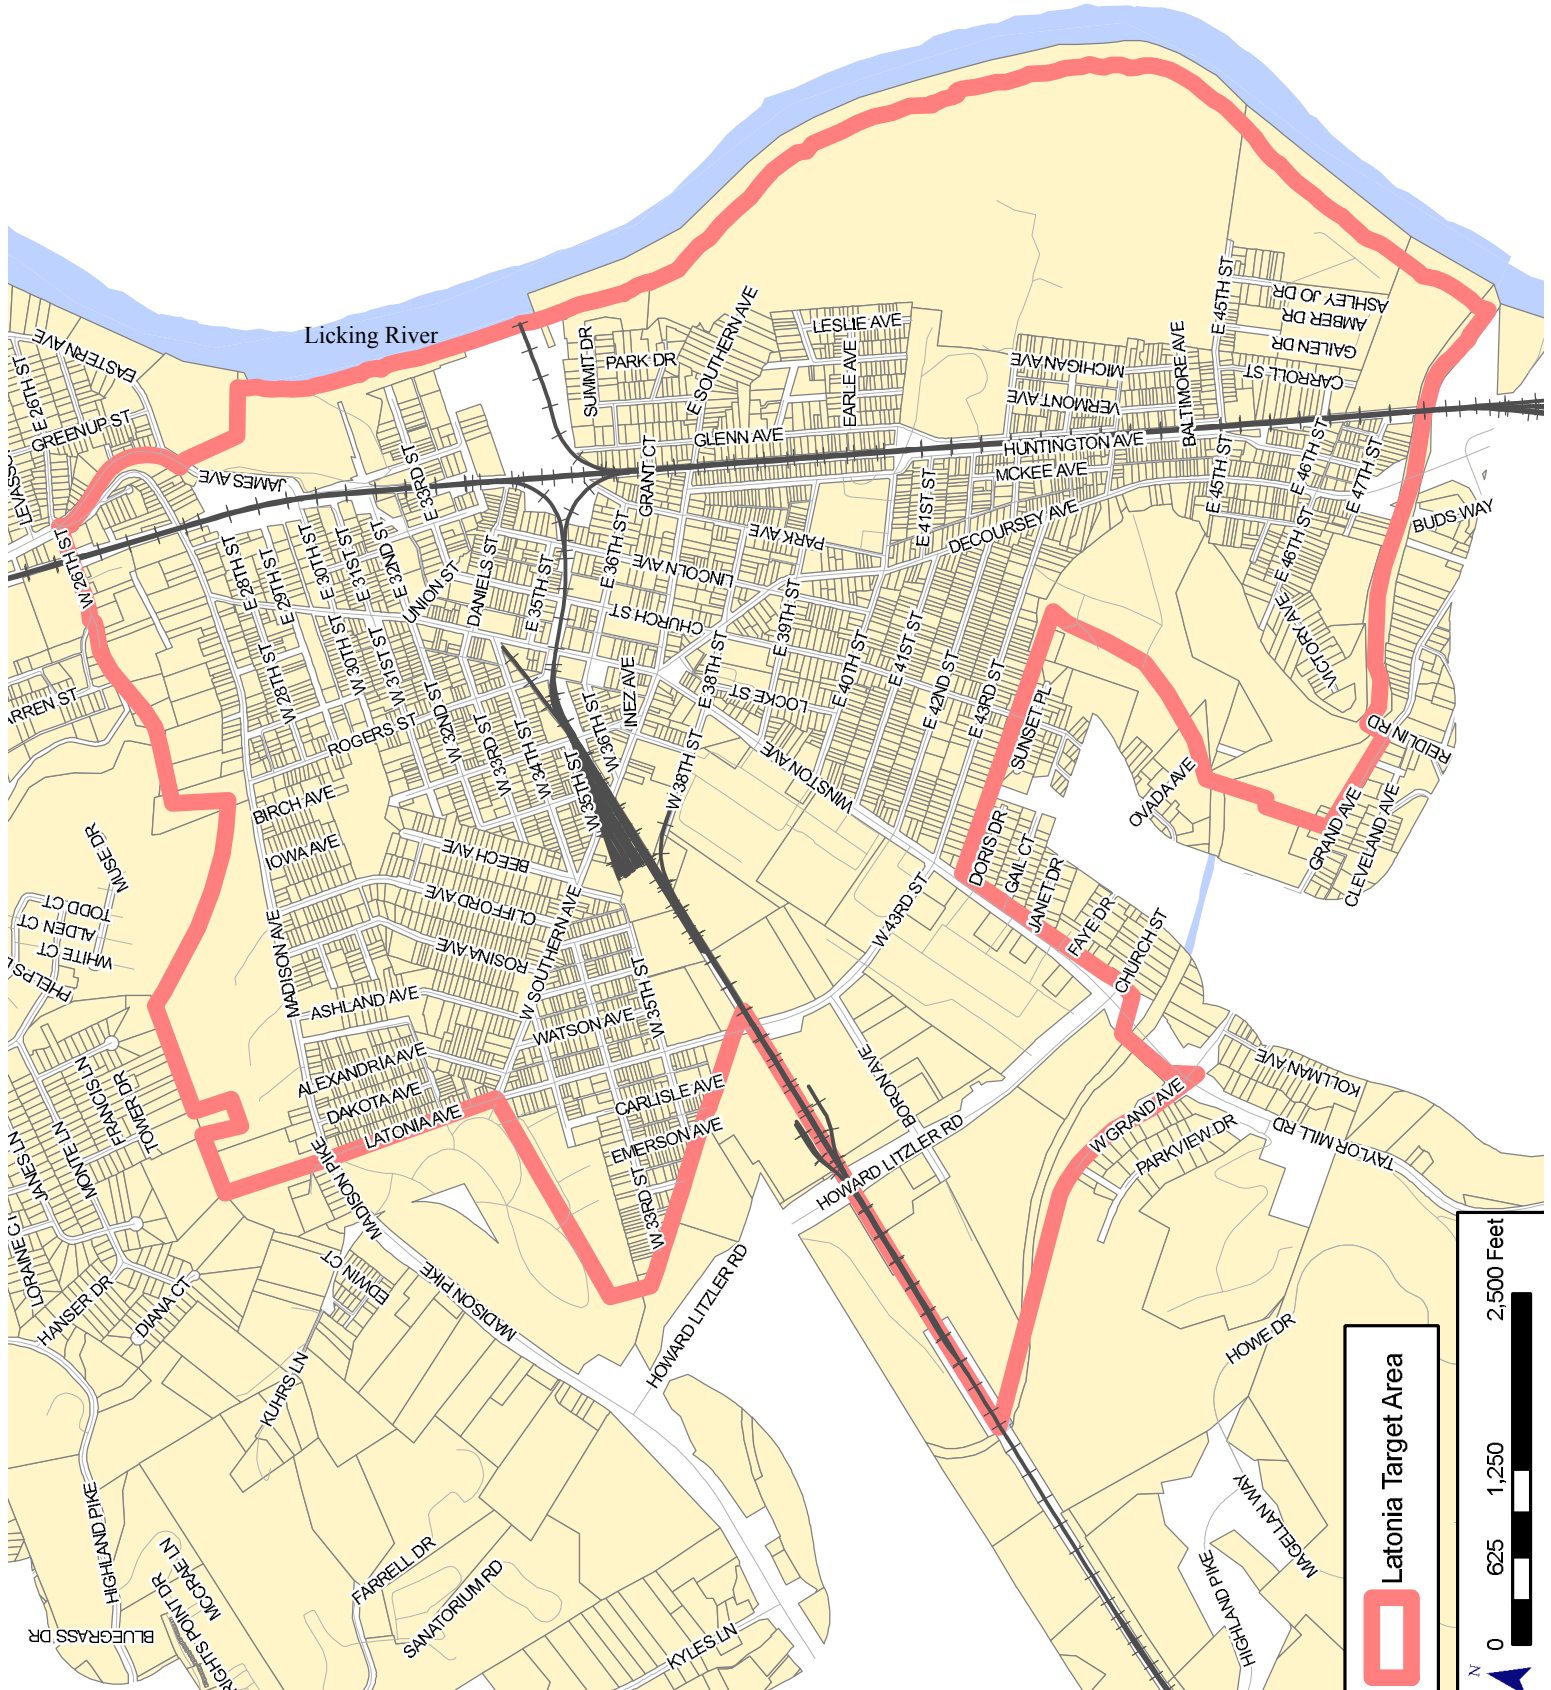 EASTERN AVE
E 26TH ST
GREENUP ST
LEVASSO
W 26TH ST
JAMES AVE
Licking River
E 33RD ST
E 28TH ST
E 29TH ST
E 30TH ST
E 31ST ST
E 32ND ST
UNION ST
DANIELS ST
E 35TH ST
W 28TH ST
W 30TH ST
W 31ST ST
W 32ND ST
W 33RD ST
W 34TH ST
W 35TH ST
W 36TH ST
ROGERS ST
ARREN ST
SUMMIT DR
PARK DR
E SOUTHERN AVE
LESLIE AVE
EARLE AVE
GLENN AVE
GRANT CT
E 36TH ST
LINCOLN AVE
PARK AVE
CHURCH ST
INEZ AVE
E 38TH ST
W 38TH ST
E 39TH ST
LOCKE ST
E 40TH ST
E 41ST ST
E 41ST ST
E 42ND ST
E 43RD ST
DECOURSEY AVE
MCKEE AVE
HUNTINGTON AVE
VERMONT AVE
MICHIGAN AVE
BALTIMORE AVE
E 45TH ST
E 45TH ST
ASHLEY JO DR
AMBER DR
GAILEN DR
CARROLL ST
E 46TH ST
E 46TH ST
E 47TH ST
BUDS WAY
VICTORY AVE
REIDLIN RD
GRAND AVE
CLEVELAND AVE
OVADA AVE
SUNSET PL
WINSTON AVE
DORIS DR
GAIL CT
JANET DR
FAYE DR
CHURCH ST
W 43RD ST
BIRCH AVE
IOWA AVE
BEECH AVE
CLIFFORD AVE
ROSINA AVE
MADISON AVE
ASHLAND AVE
W SOUTHERN AVE
WATSON AVE
W 35TH ST
ALEXANDRIA AVE
DAKOTA AVE
LATONIA AVE
CARLISLE AVE
EMERSON AVE
W 33RD ST
BORON AVE
HOWARD LITZLER RD
HOWARD LITZLER RD
W GRAND AVE
PARKVIEW DR
KOLLMAN AVE
TAYLOR MILL RD
HOWE DR
MAGELLAN WAY
HIGHLAND PIKE
MUSE DR
TODD CT
ALDEN CT
WHITE CT
PHELPS L
FRANCIS LN
TOWER DR
MONTE LN
JANES LN
LORAINE CT
HANSER DR
DIANA CT
EDWIN CT
MADISON PIKE
MADISON PIKE
KUHRS LN
HIGHLAND PIKE
MCCRAE LN
RIGHTS POINT DR
BLUEGRASS DR
FARRELL DR
SANATORIUM RD
KYLES LN
Latonia Target Area
0 625 1,250 2,500 Feet
N